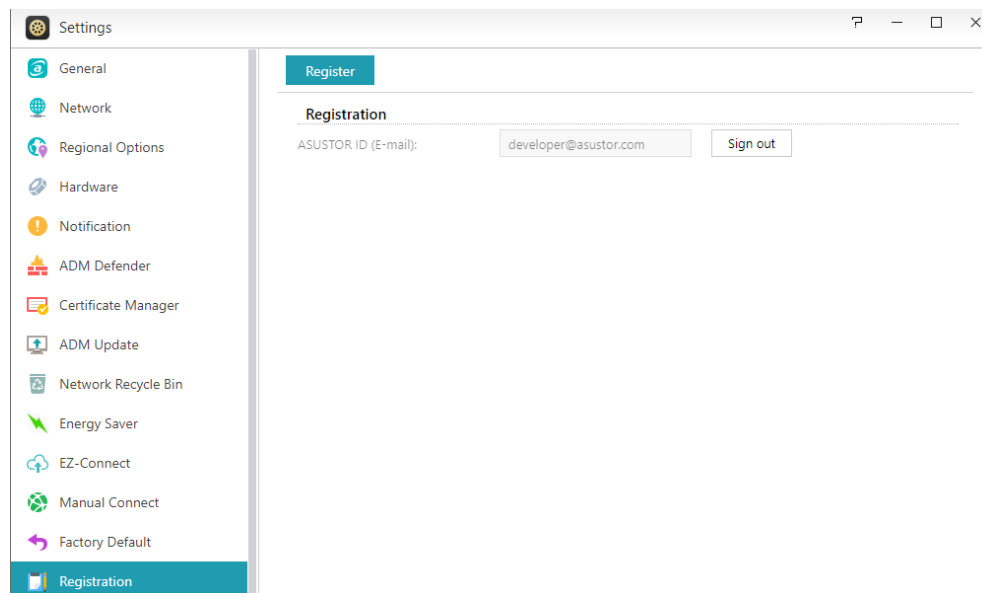 Settings
General
Network
Regional Options
Hardware
Notification
ADM Defender
Certificate Manager
ADM Update
Network Recycle Bin
Energy Saver
EZ-Connect
Manual Connect
Factory Default
Registration
Register
Registration
ASUSTOR ID (E-mail): developer@asustor.com Sign out